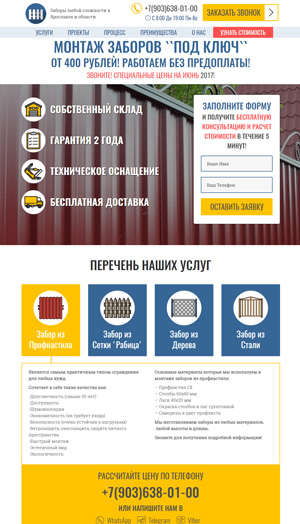 Заборы любой сложности в
Ярославле и области
+7(903)638-01-00
С 8-00 До 19-00 Пн-Вс
ЗАКАЗАТЬ ЗВОНОК
УСЛУГИ ПРОЕКТЫ ПРОЦЕСС ПРЕИМУЩЕСТВА О НАС УЗНАТЬ СТОИМОСТЬ
МОНТАЖ ЗАБОРОВ ``ПОД КЛЮЧ``
ОТ 400 РУБЛЕЙ! РАБОТАЕМ БЕЗ ПРЕДОПЛАТЫ!
ЗВОНИТЕ! СПЕЦИАЛЬНЫЕ ЦЕНЫ НА ИЮНЬ 2017!
СОБСТВЕННЫЙ СКЛАД
ГАРАНТИЯ 2 ГОДА
ТЕХНИЧЕСКОЕ ОСНАЩЕНИЕ
БЕСПЛАТНАЯ ДОСТАВКА
ЗАПОЛНИТЕ ФОРМУ
И ПОЛУЧИТЕ БЕСПЛАТНУЮ
КОНСУЛЬТАЦИЮ И РАСЧЕТ
СТОИМОСТИ В ТЕЧЕНИЕ 5
МИНУТ!
Ваше Имя
Ваш Телефон
ОСТАВИТЬ ЗАЯВКУ
ПЕРЕЧЕНЬ НАШИХ УСЛУГ
Забор из
Профнастила
Забор из
Сетки "Рабица"
Забор из
Дерева
Забор из
Стали
Является самым практичным типом ограждения
для любых нужд.
Сочетает в себе такие качества как:
-Долговечность (свыше 50 лет)
-Доступность
-Шумоизоляция
-Экономичность (не требует ухода)
-Безопасность (очень устойчив к нагрузкам)
-Ветрозащита, снегозащита, защита личного
пространства
-Быстрый монтаж
-Эстетичный вид
-Экологичность
Основные материалы которые мы используем в
монтаже заборов из профнастила:
– Профнастил С8
– Столбы 60х60 мм
– Лаги 40х20 мм
– Окраска столбов и лаг грунтовкой
– Саморезы в цвет профлиста
Мы изготавливаем заборы из любых материалов,
любой высоты и длины.
Звоните для получения подробной информации!
РАССЧИТАЙТЕ ЦЕНУ ПО ТЕЛЕФОНУ
+7(903)638-01-00
ИЛИ НАПИШИТЕ НАМ В
WhatsApp Telegram Viber